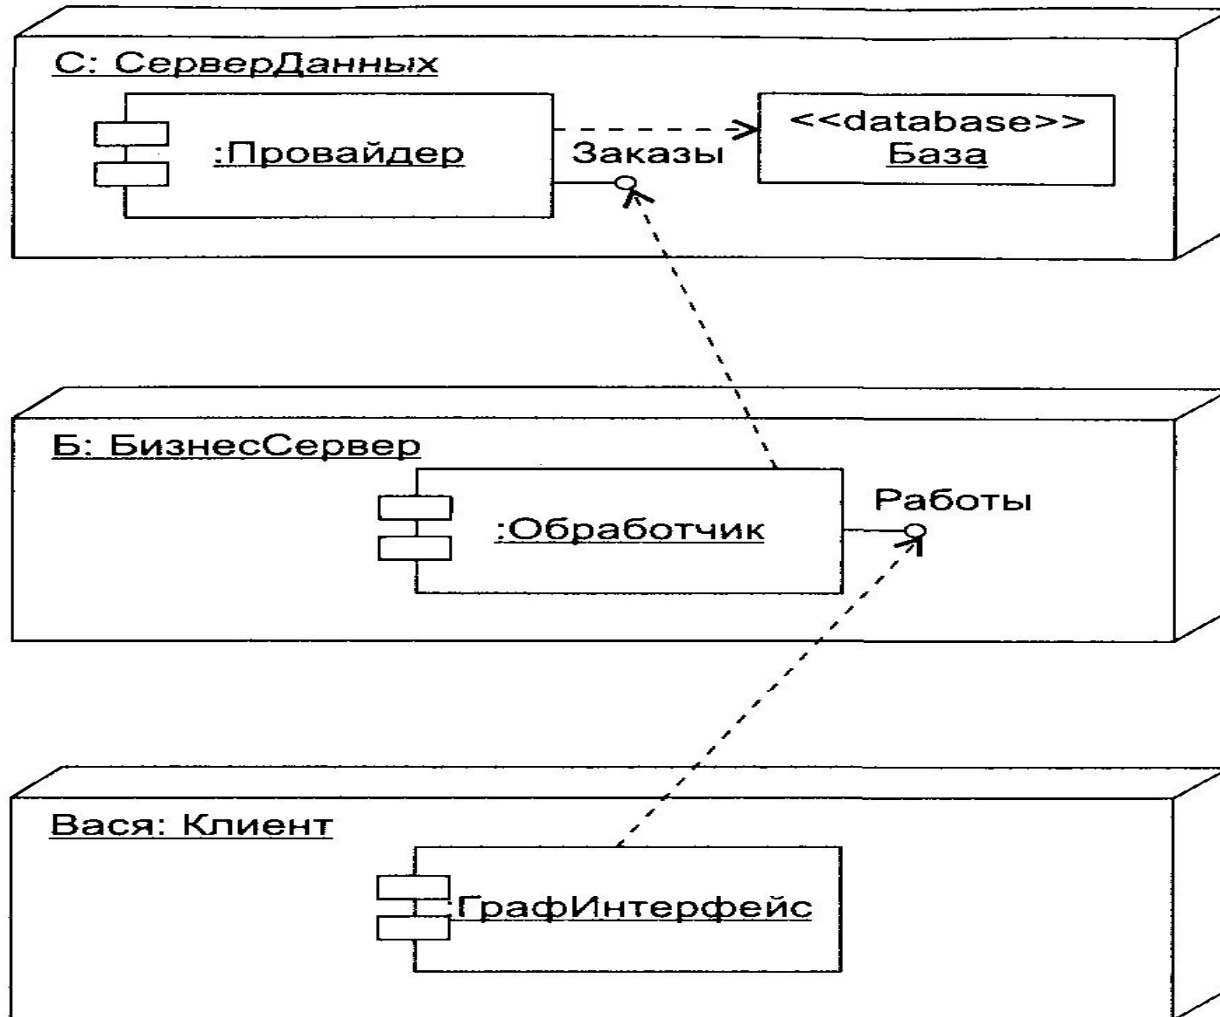 С: СерверДанных
:Провайдер
Заказы
<<database>>
База
Б: БизнесСервер
:Обработчик
Работы
Вася: Клиент
:ГрафИнтерфейс